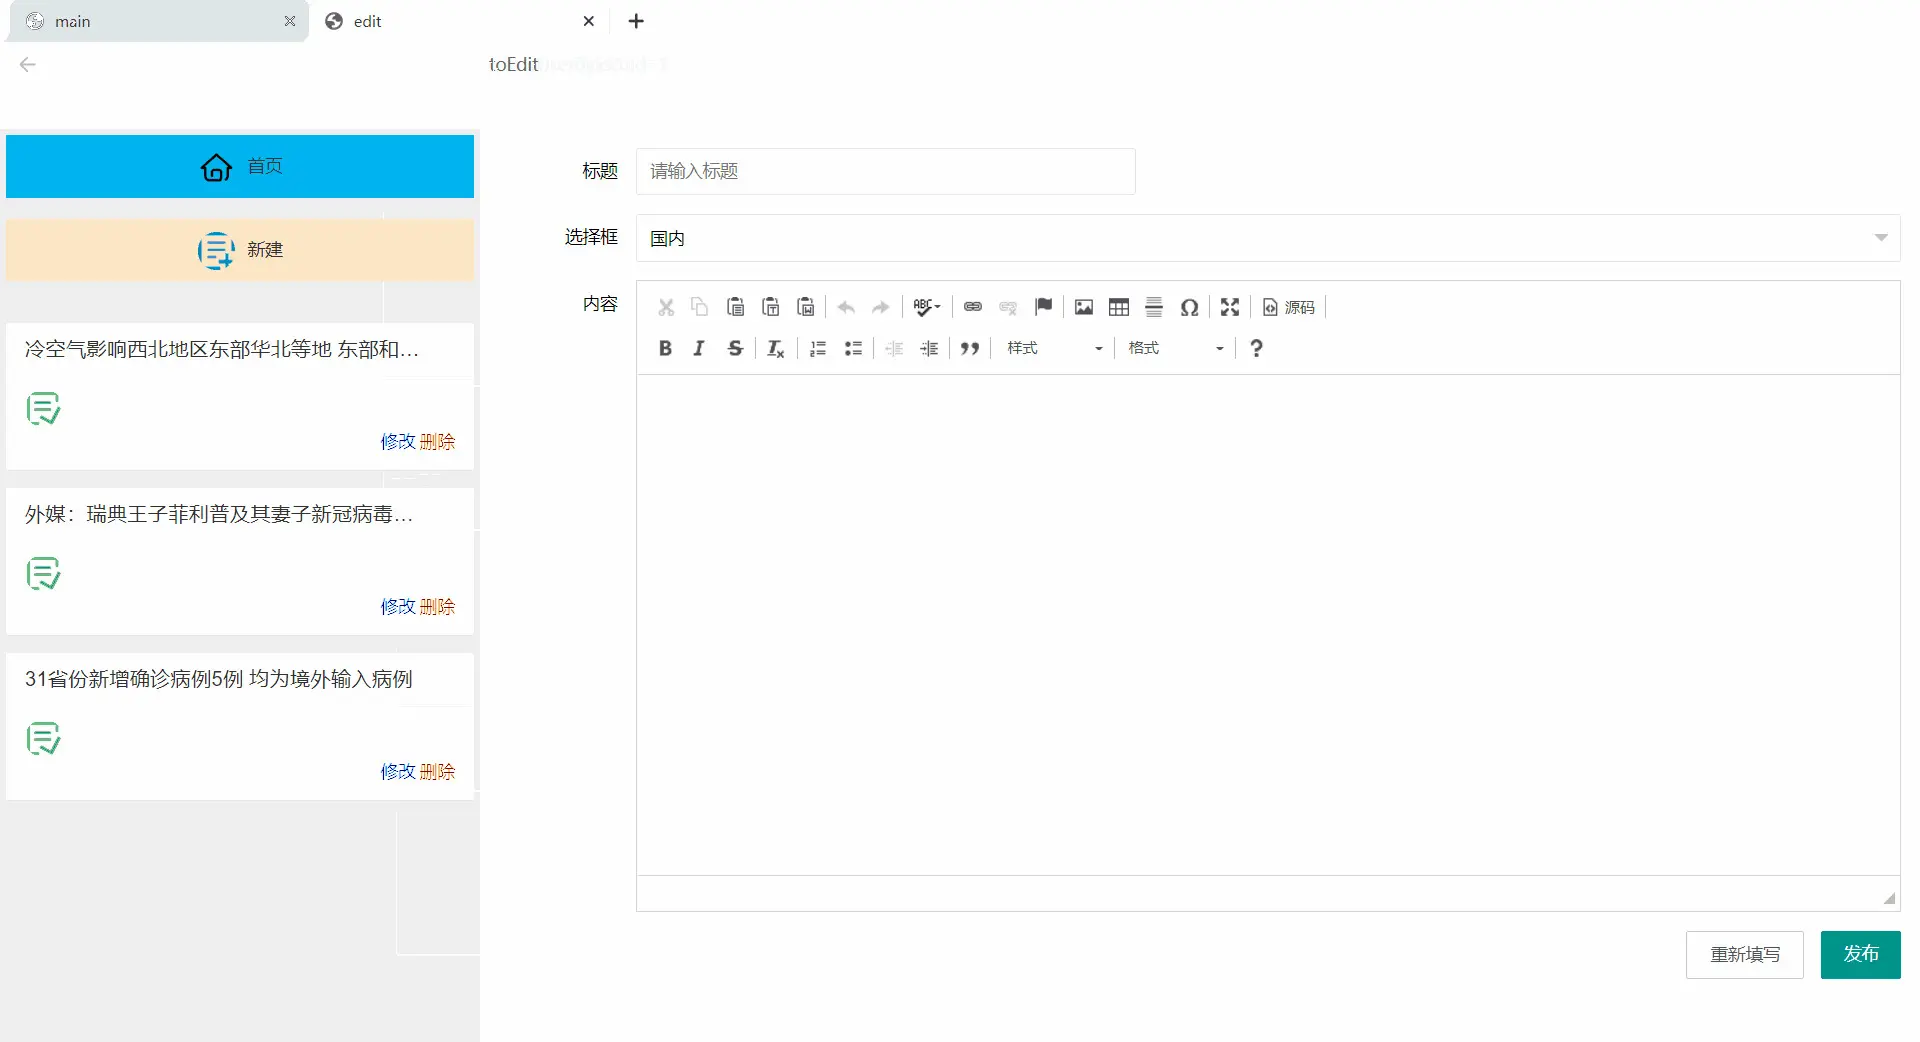 main
edit
toEdit
首页
新建
冷空气影响西北地区东部华北等地 东部和...
修改 删除
外媒：瑞典王子菲利普及其妻子新冠病毒...
修改 删除
31省份新增确诊病例5例 均为境外输入病例
修改 删除
标题 请输入标题
选择框 国内
内容
ABC 源码
B I S Tx 样式 格式 ?
重新填写 发布